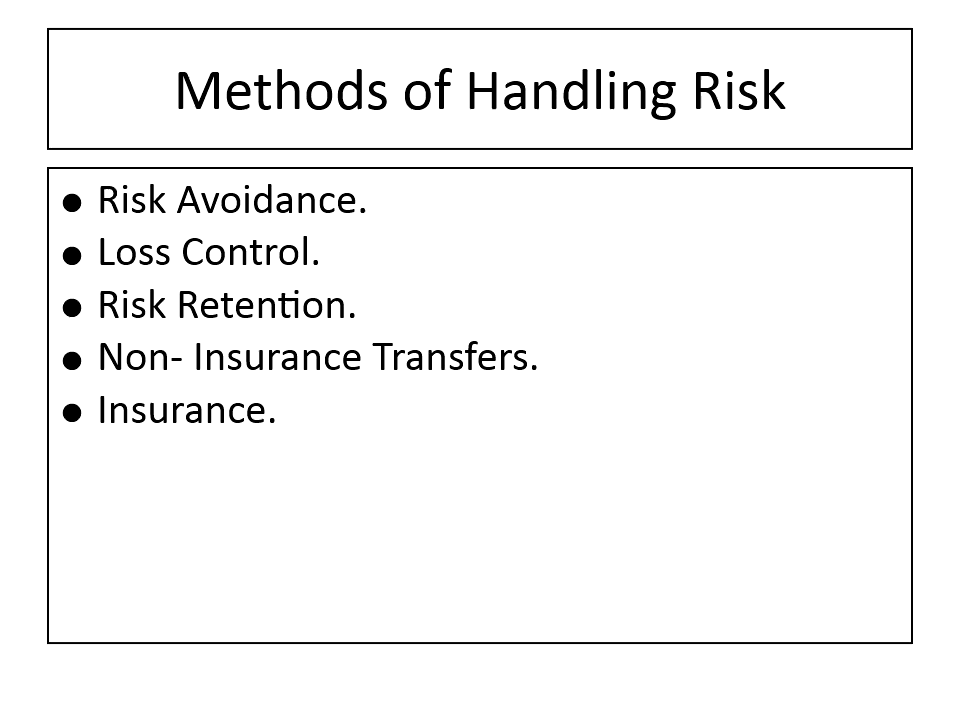 Methods of Handling Risk
● Risk Avoidance.
● Loss Control.
● Risk Retention.
● Non- Insurance Transfers.
● Insurance.